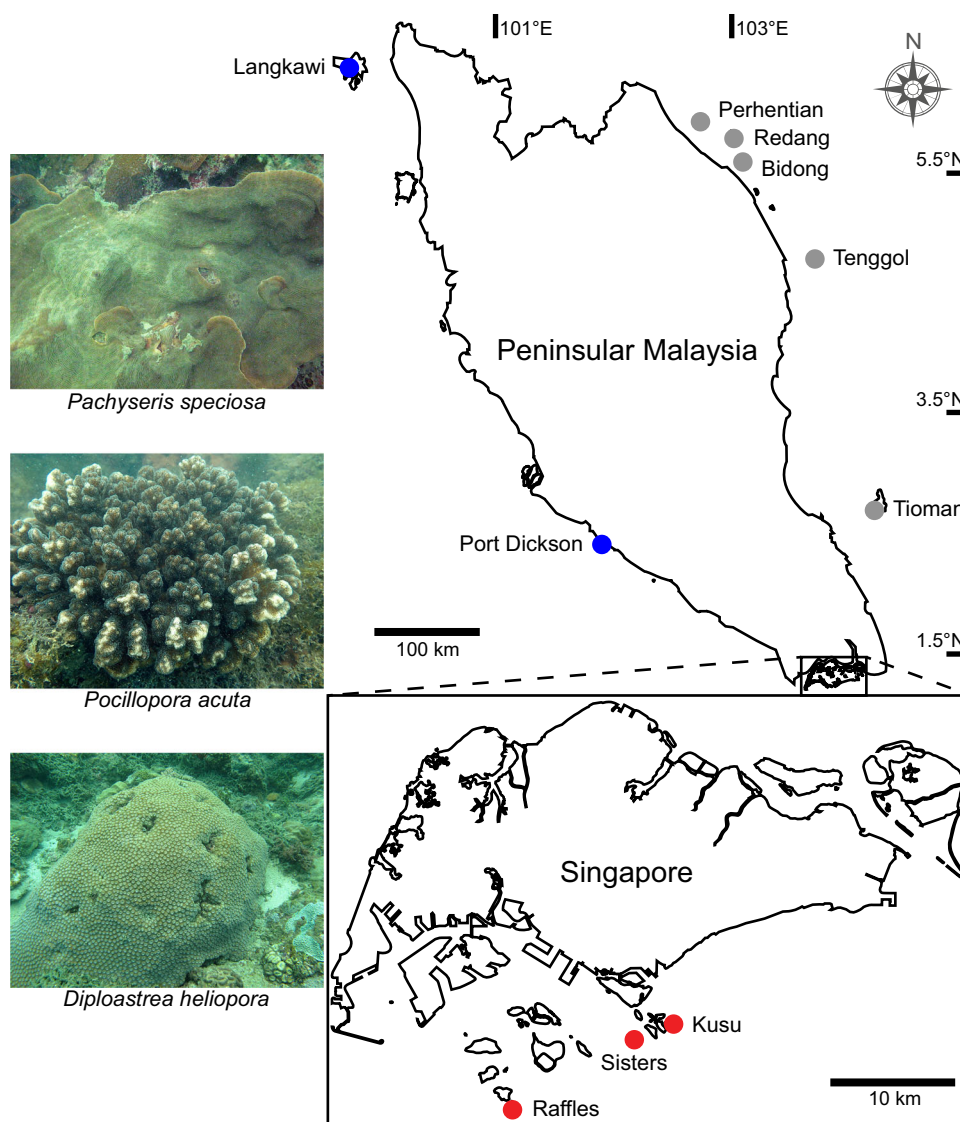 101°E
103°E
N
Langkawi
Perhentian
Redang
Bidong
5.5°N
Tenggol
Peninsular Malaysia
Pachyseris speciosa
3.5°N
Tioman
Port Dickson
100 km
1.5°N
Pocillopora acuta
Singapore
Diploastrea heliopora
Kusu
Sisters
Raffles
10 km